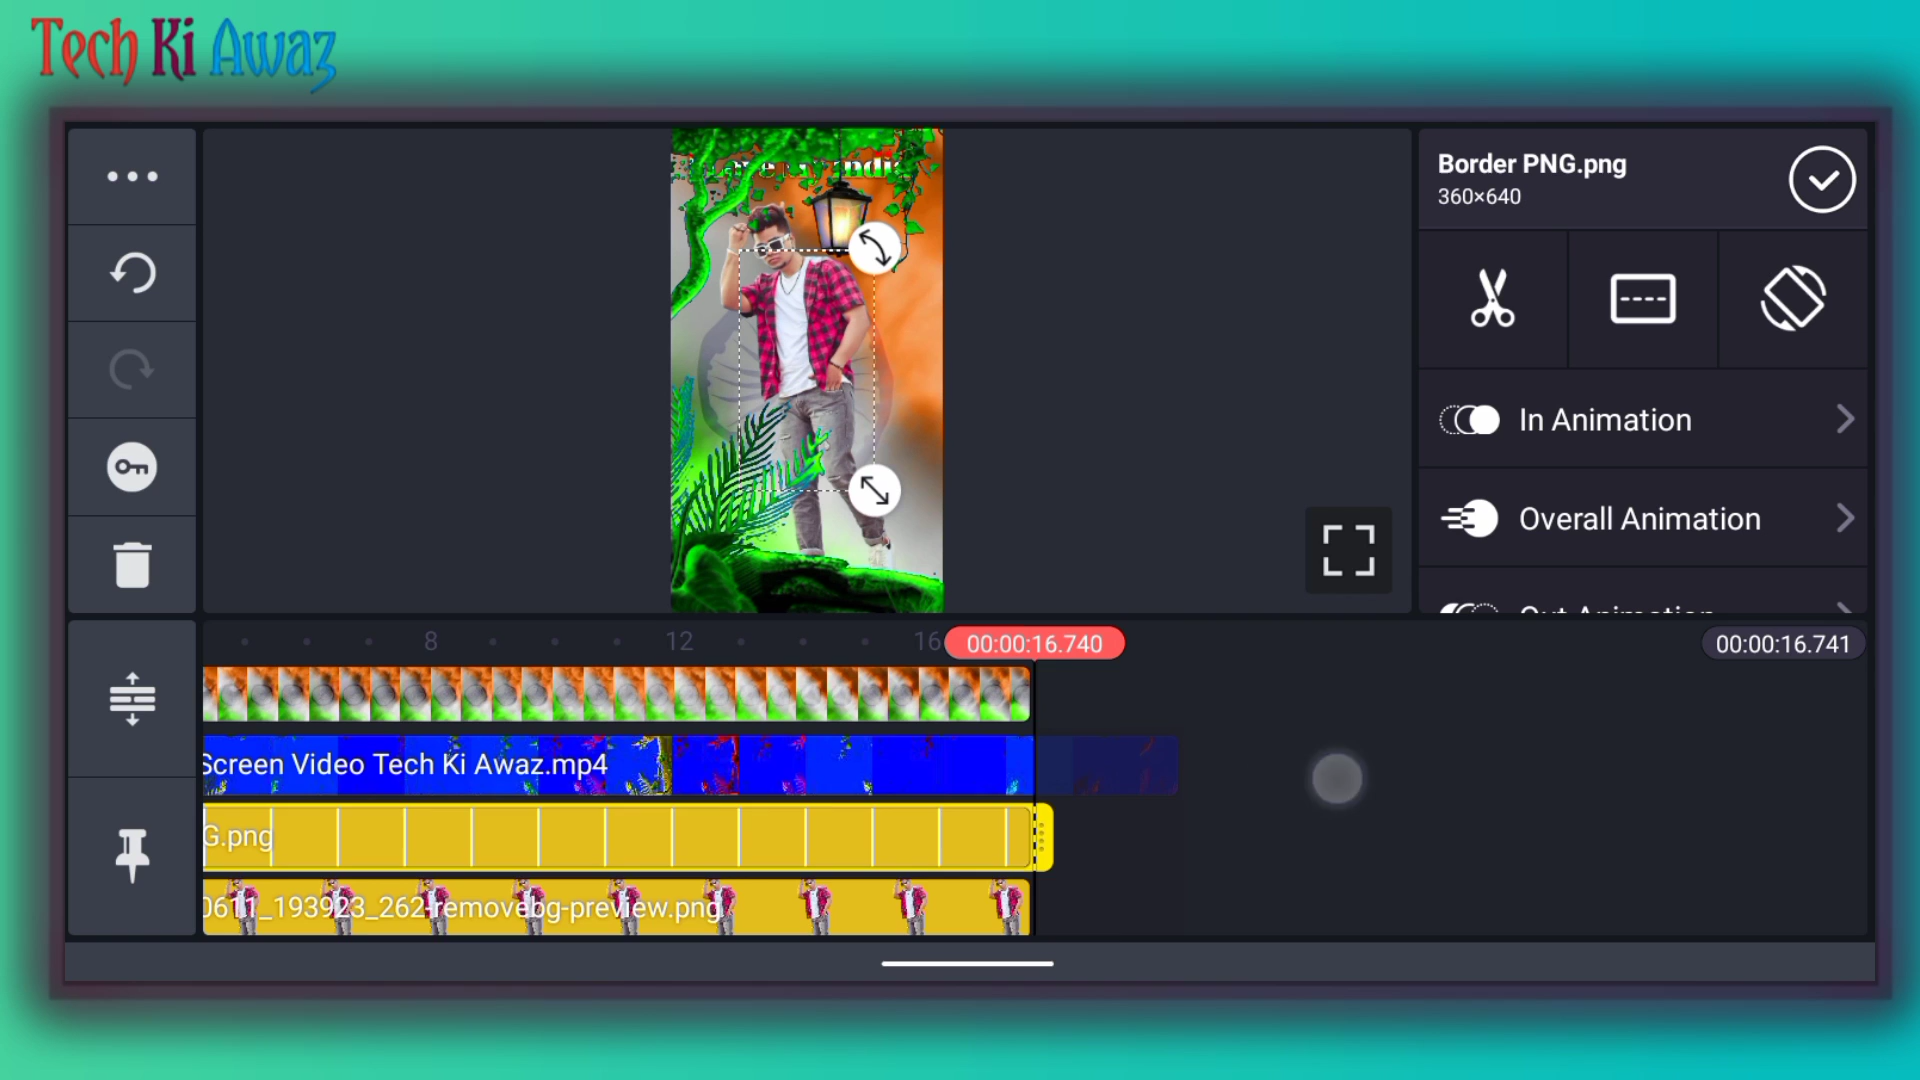 Tech Ki Awaz
Border PNG.png
360×640
In Animation
Overall Animation
Out Animation
8
12
16
00:00:16.740
00:00:16.741
Screen Video Tech Ki Awaz.mp4
G.png
0611_193923_262-removebg-preview.png